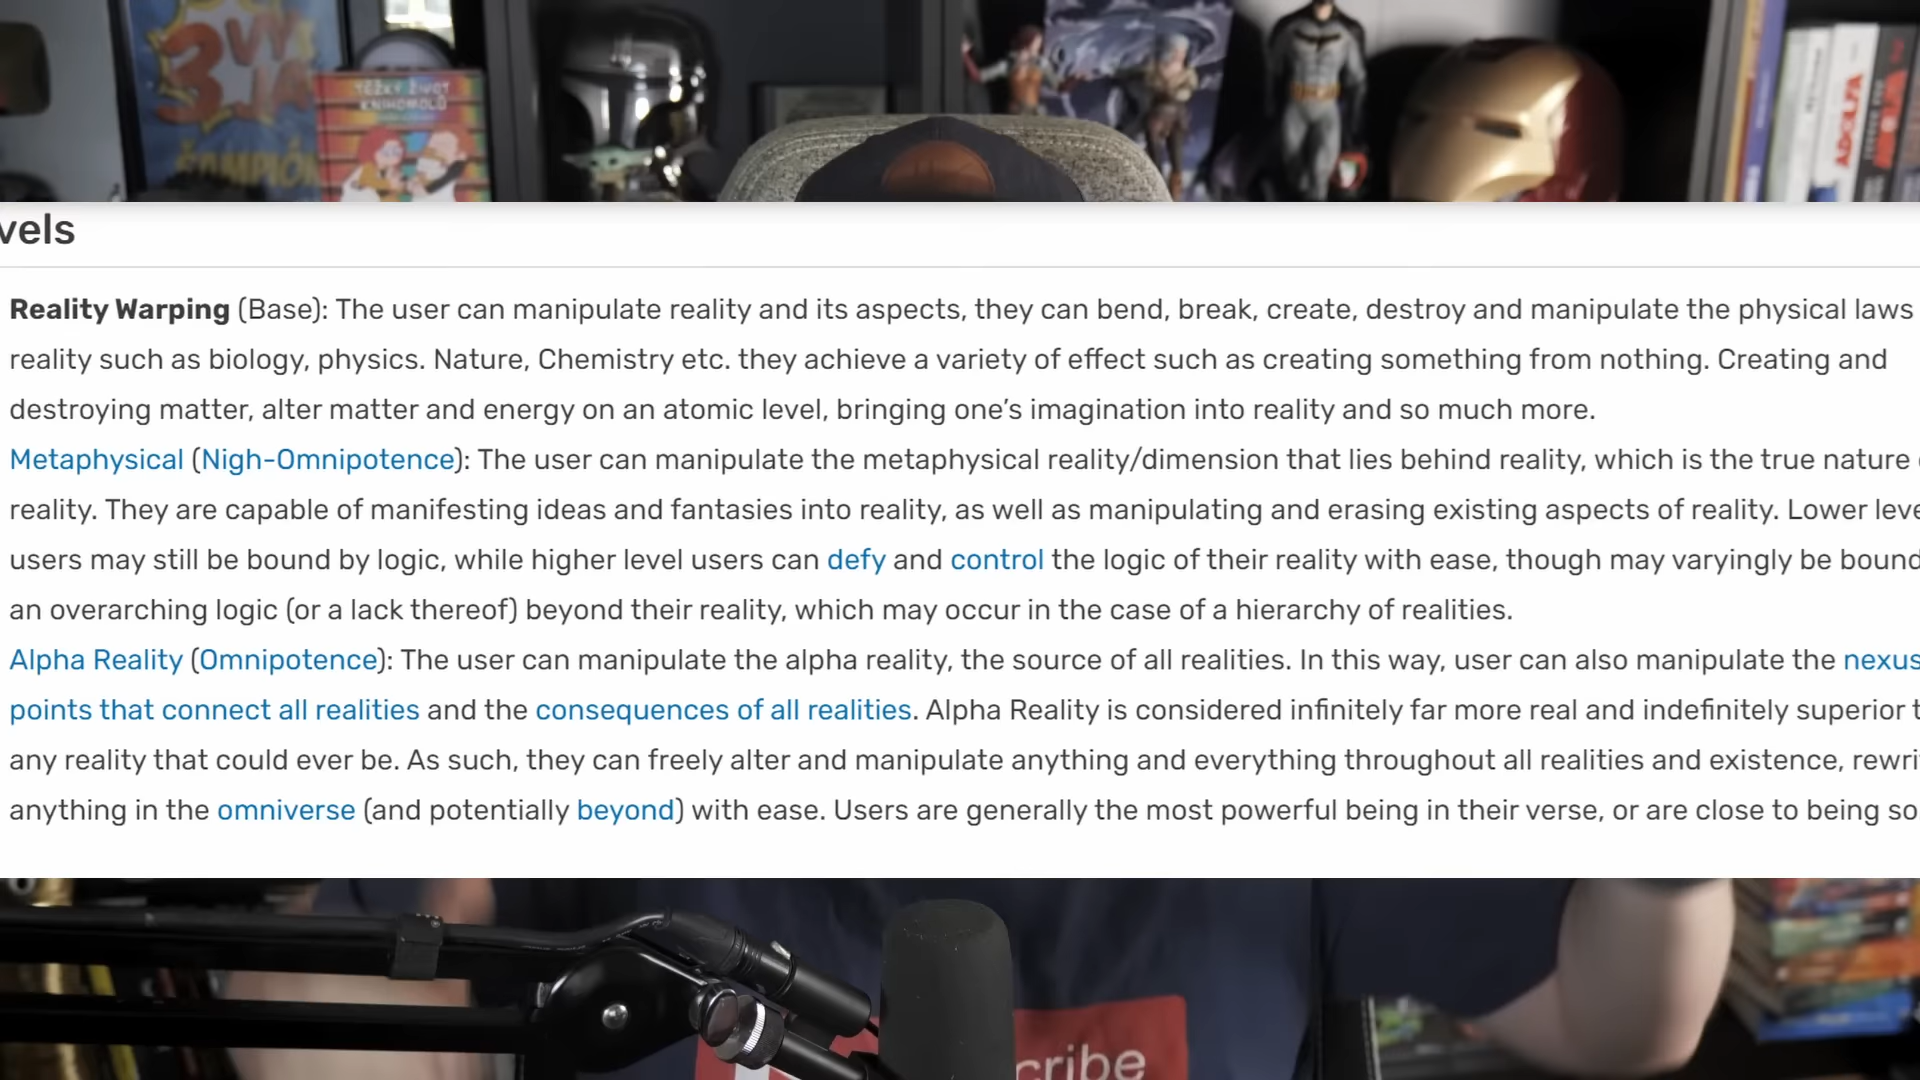 3 VY
JA
ŠAMPIÓN
TĚŽKÝ ŽIVOT
KNIHOMOLŮ
ADOLFA
vels
Reality Warping (Base): The user can manipulate reality and its aspects, they can bend, break, create, destroy and manipulate the physical laws
reality such as biology, physics. Nature, Chemistry etc. they achieve a variety of effect such as creating something from nothing. Creating and
destroying matter, alter matter and energy on an atomic level, bringing one's imagination into reality and so much more.
Metaphysical (Nigh-Omnipotence): The user can manipulate the metaphysical reality/dimension that lies behind reality, which is the true nature
reality. They are capable of manifesting ideas and fantasies into reality, as well as manipulating and erasing existing aspects of reality. Lower leve
users may still be bound by logic, while higher level users can defy and control the logic of their reality with ease, though may varyingly be bound
an overarching logic (or a lack thereof) beyond their reality, which may occur in the case of a hierarchy of realities.
Alpha Reality (Omnipotence): The user can manipulate the alpha reality, the source of all realities. In this way, user can also manipulate the nexus
points that connect all realities and the consequences of all realities. Alpha Reality is considered infinitely far more real and indefinitely superior t
any reality that could ever be. As such, they can freely alter and manipulate anything and everything throughout all realities and existence, rewri
anything in the omniverse (and potentially beyond) with ease. Users are generally the most powerful being in their verse, or are close to being so
cribe